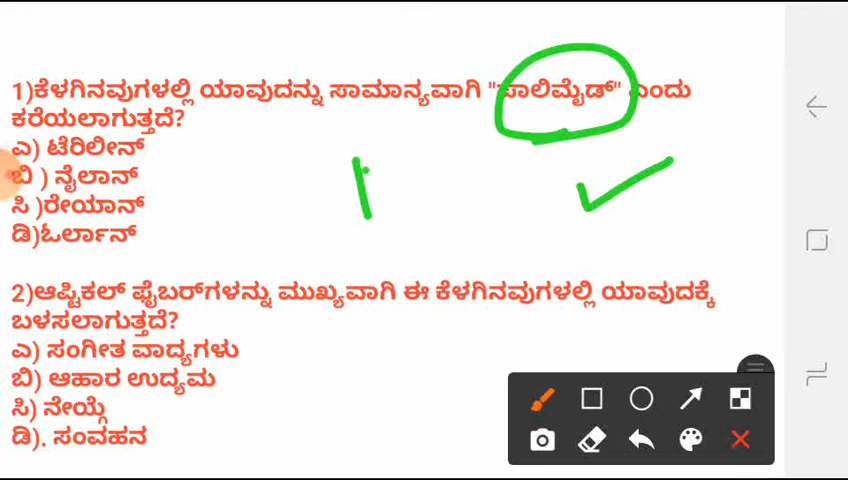 1)ಕೆಳಗಿನವುಗಳಲ್ಲಿ ಯಾವುದನ್ನು ಸಾಮಾನ್ಯವಾಗಿ "ಪಾಲಿಮೈಡ್" ಎಂದು
ಕರೆಯಲಾಗುತ್ತದೆ?
ಎ) ಟೆರಿಲೀನ್
ಬಿ ) ನೈಲಾನ್
ಸಿ )ರೇಯಾನ್
ಡಿ)ಓರ್ಲಾನ್
2)ಆಪ್ಟಿಕಲ್ ಫೈಬರ್‌ಗಳನ್ನು ಮುಖ್ಯವಾಗಿ ಈ ಕೆಳಗಿನವುಗಳಲ್ಲಿ ಯಾವುದಕ್ಕೆ
ಬಳಸಲಾಗುತ್ತದೆ?
ಎ) ಸಂಗೀತ ವಾದ್ಯಗಳು
ಬಿ) ಆಹಾರ ಉದ್ಯಮ
ಸಿ) ನೇಯ್ಗೆ
ಡಿ). ಸಂವಹನ